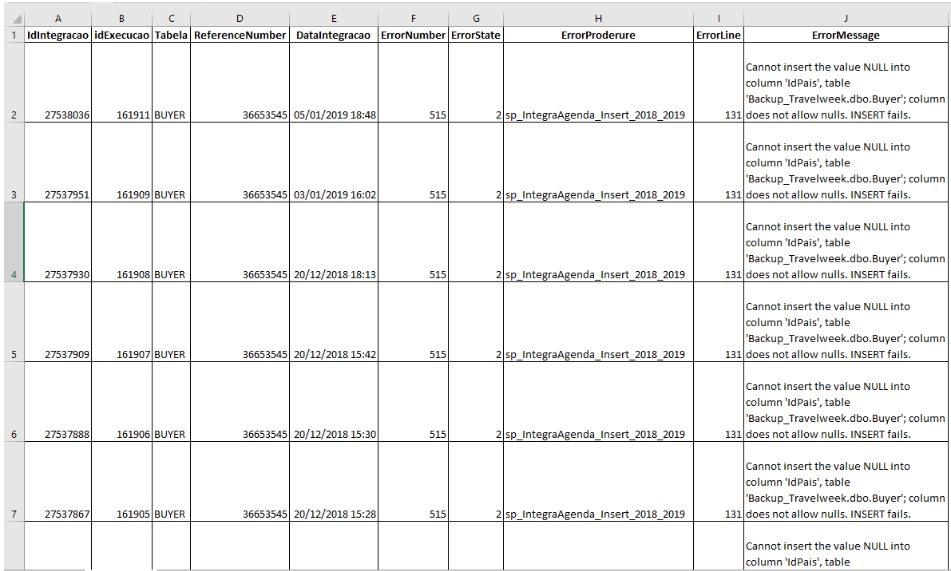 A B C D E F G H I J
1 IdIntegracao idExecucao Tabela ReferenceNumber DataIntegracao ErrorNumber ErrorState ErrorProderure ErrorLine ErrorMessage
Cannot insert the value NULL into
column 'IdPais', table
'Backup_Travelweek.dbo.Buyer'; column
2 27538036 161911 BUYER 36653545 05/01/2019 18:48 515 2 sp_IntegraAgenda_Insert_2018_2019 131 does not allow nulls. INSERT fails.
Cannot insert the value NULL into
column 'IdPais', table
'Backup_Travelweek.dbo.Buyer'; column
3 27537951 161909 BUYER 36653545 03/01/2019 16:02 515 2 sp_IntegraAgenda_Insert_2018_2019 131 does not allow nulls. INSERT fails.
Cannot insert the value NULL into
column 'IdPais', table
'Backup_Travelweek.dbo.Buyer'; column
4 27537930 161908 BUYER 36653545 20/12/2018 18:13 515 2 sp_IntegraAgenda_Insert_2018_2019 131 does not allow nulls. INSERT fails.
Cannot insert the value NULL into
column 'IdPais', table
'Backup_Travelweek.dbo.Buyer'; column
5 27537909 161907 BUYER 36653545 20/12/2018 15:42 515 2 sp_IntegraAgenda_Insert_2018_2019 131 does not allow nulls. INSERT fails.
Cannot insert the value NULL into
column 'IdPais', table
'Backup_Travelweek.dbo.Buyer'; column
6 27537888 161906 BUYER 36653545 20/12/2018 15:30 515 2 sp_IntegraAgenda_Insert_2018_2019 131 does not allow nulls. INSERT fails.
Cannot insert the value NULL into
column 'IdPais', table
'Backup_Travelweek.dbo.Buyer'; column
7 27537867 161905 BUYER 36653545 20/12/2018 15:28 515 2 sp_IntegraAgenda_Insert_2018_2019 131 does not allow nulls. INSERT fails.
Cannot insert the value NULL into
column 'IdPais', table